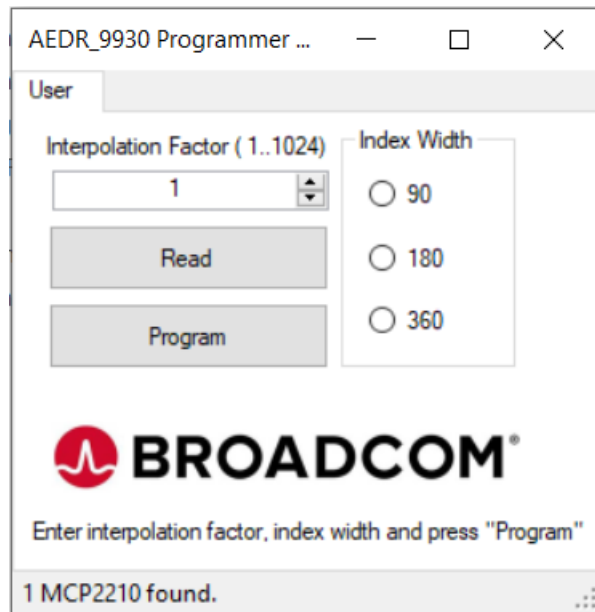 AEDR_9930 Programmer ...
User
Interpolation Factor ( 1..1024)
1
Read
Program
Index Width
90
180
360
BROADCOM®
Enter interpolation factor, index width and press "Program"
1 MCP2210 found.